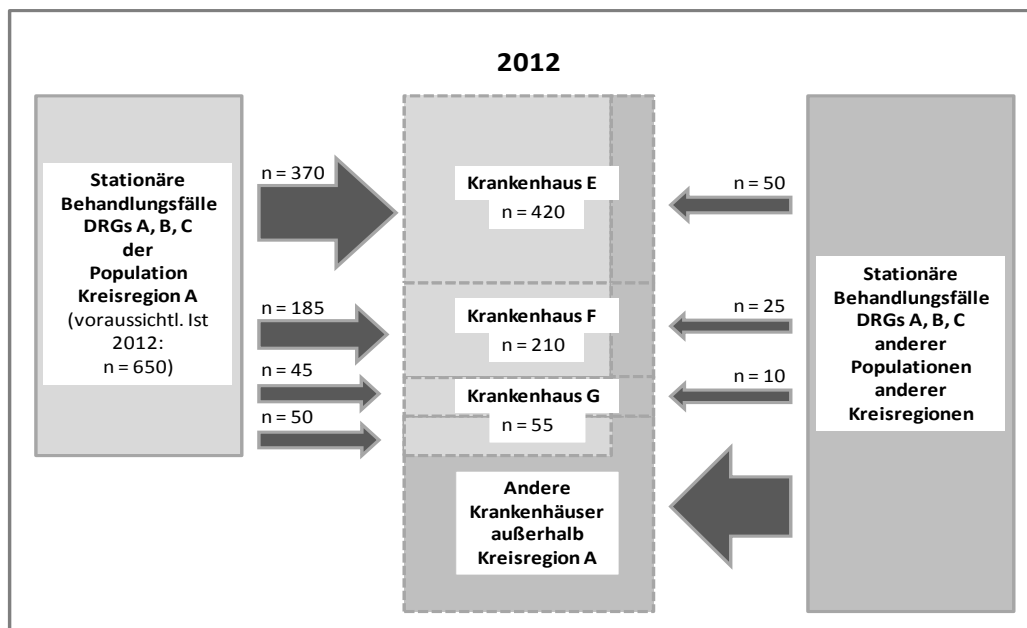 2012
Stationäre
Behandlungsfälle
DRGs A, B, C
der
Population
Kreisregion A
(voraussichtl. Ist
2012:
n = 650)
n = 370
n = 185
n = 45
n = 50
Krankenhaus E
n = 420
Krankenhaus F
n = 210
Krankenhaus G
n = 55
Andere
Krankenhäuser
außerhalb
Kreisregion A
n = 50
n = 25
n = 10
Stationäre
Behandlungsfälle
DRGs A, B, C
anderer
Populationen
anderer
Kreisregionen